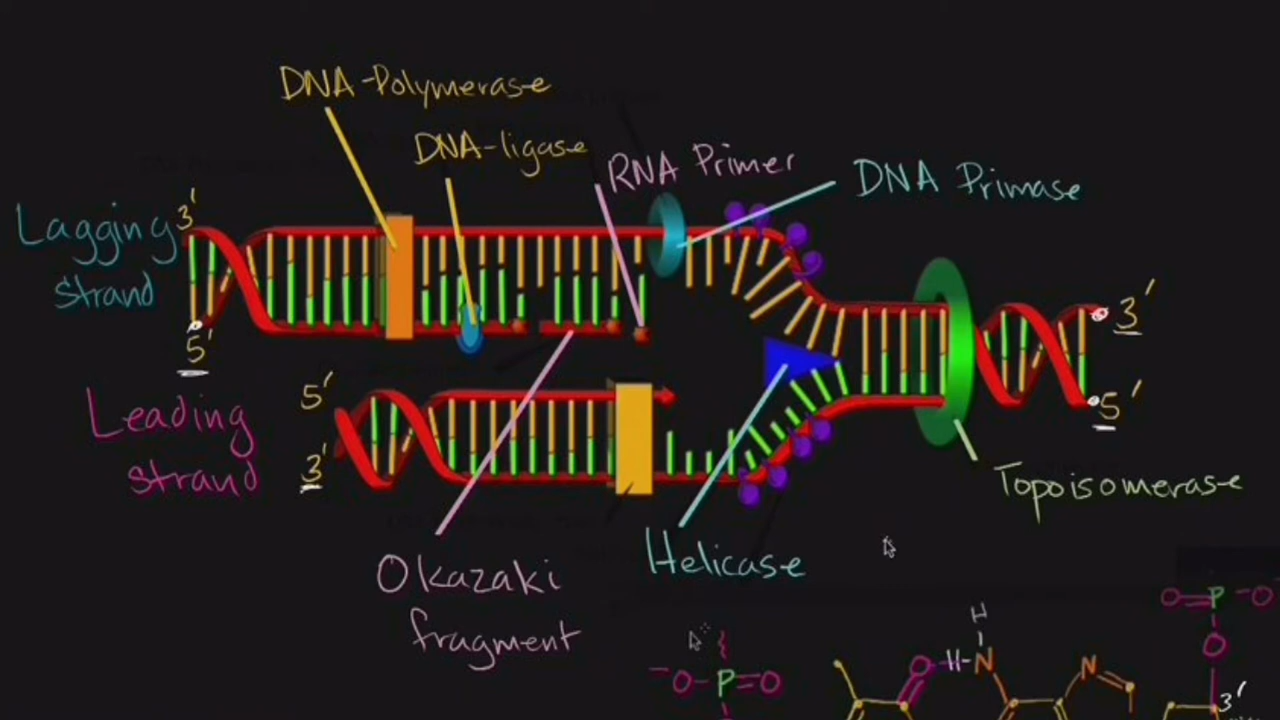 DNA-Polymerase
DNA-ligase
RNA Primer
DNA Primase
Lagging
strand
3'
5'
3'
5'
Leading
strand
5'
3'
Topoisomerase
Okazaki
fragment
Helicase
O=P-O
O
H
-O-P=O
O-H-N
N
3'